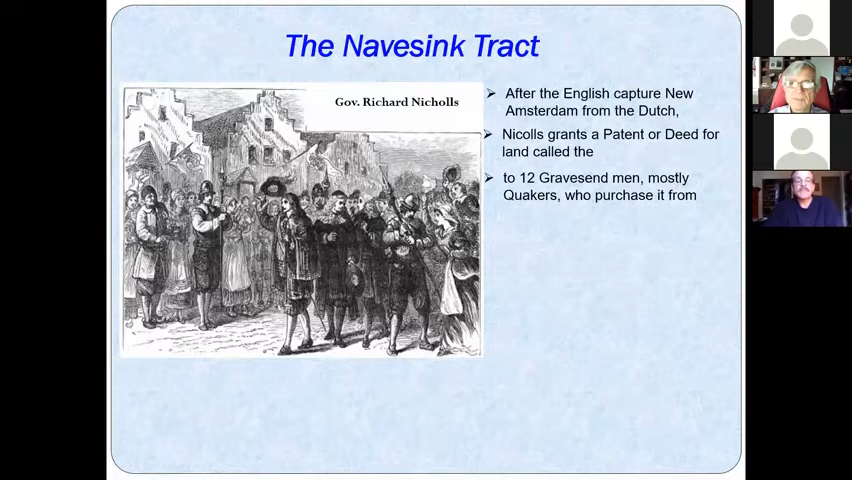 The Navesink Tract
Gov. Richard Nicholls
➢ After the English capture New
Amsterdam from the Dutch,
➢ Nicolls grants a Patent or Deed for
land called the
➢ to 12 Gravesend men, mostly
Quakers, who purchase it from